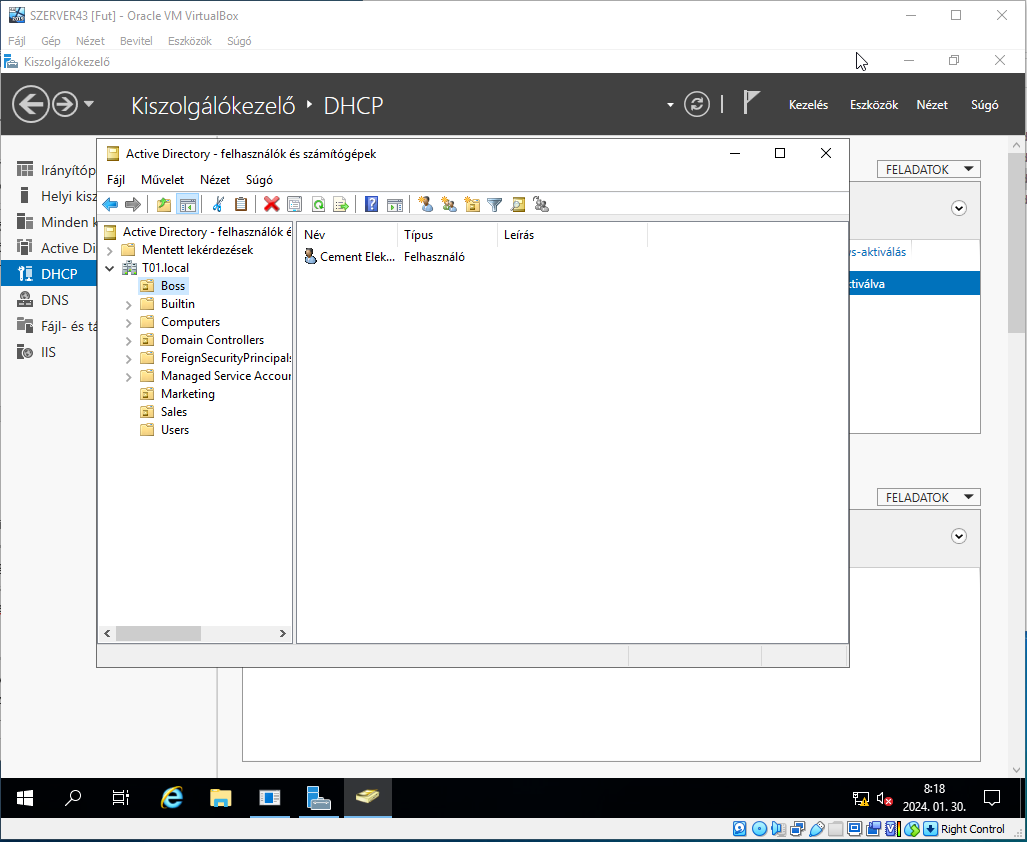 SZERVER43 [Fut] - Oracle VM VirtualBox
Fájl Gép Nézet Bevitel Eszközök Súgó
Kiszolgálókezelő
Kiszolgálókezelő DHCP
Kezelés Eszközök Nézet Súgó
Active Directory - felhasználók és számítógépek
Fájl Művelet Nézet Súgó
Irányítóp
Helyi kisz
Minden k
Active Di
DHCP
DNS
Fájl- és tá
IIS
Active Directory - felhasználók é
Mentett lekérdezések
T01.local
Boss
Builtin
Computers
Domain Controllers
ForeignSecurityPrincipals
Managed Service Accour
Marketing
Sales
Users
Név Típus Leírás
Cement Elek... Felhasználó
FELADATOK
s-aktiválás
tiválva
FELADATOK
8:18
2024. 01. 30.
Right Control